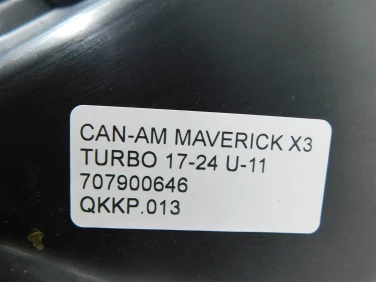 CAN-AM MAVERICK X3
TURBO 17-24 U-11
707900646
QKKP.013